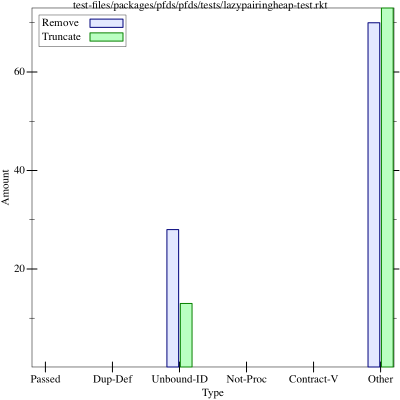 test-files/packages/pfds/pfds/tests/lazypairingheap-test.rkt
Remove
Truncate
60
40
20
Amount
Passed Dup-Def Unbound-ID Not-Proc Contract-V Other
Type